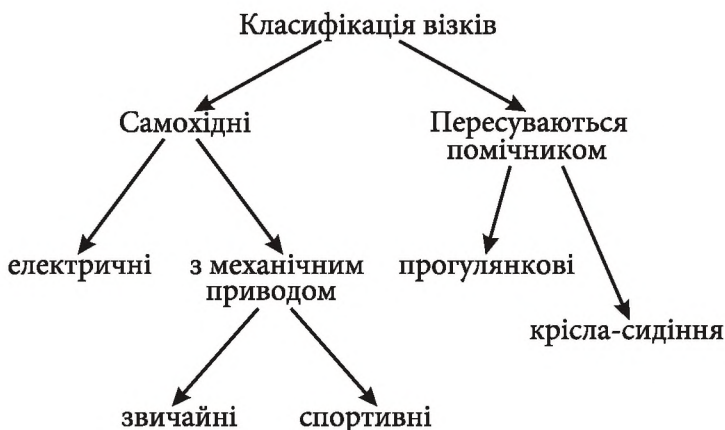 Класифікація візків
Самохідні
Пересуваються
помічником
електричні
з механічним
приводом
прогулянкові
крісла-сидіння
звичайні
спортивні